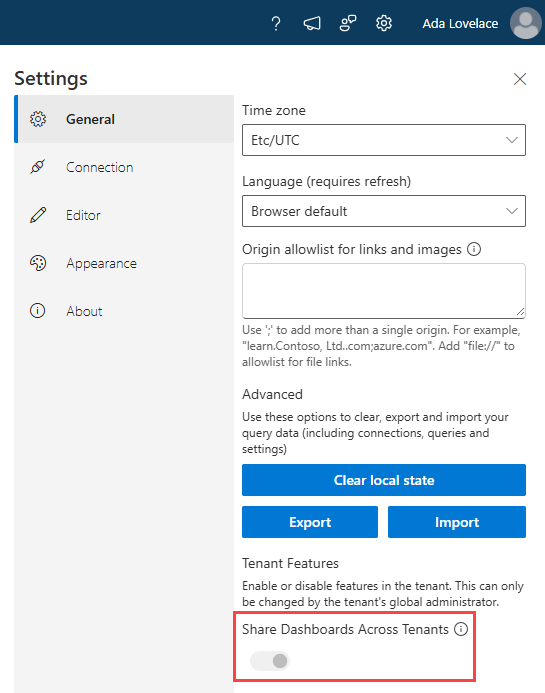 ?
Ada Lovelace
Settings
General
Connection
Editor
Appearance
About
Time zone
Etc/UTC
Language (requires refresh)
Browser default
Origin allowlist for links and images
Use ';' to add more than a single origin. For example,
"learn.Contoso, Ltd..com;azure.com". Add "file://" to
allowlist for file links.
Advanced
Use these options to clear, export and import your
query data (including connections, queries and
settings)
Clear local state
Export
Import
Tenant Features
Enable or disable features in the tenant. This can only
be changed by the tenant's global administrator.
Share Dashboards Across Tenants